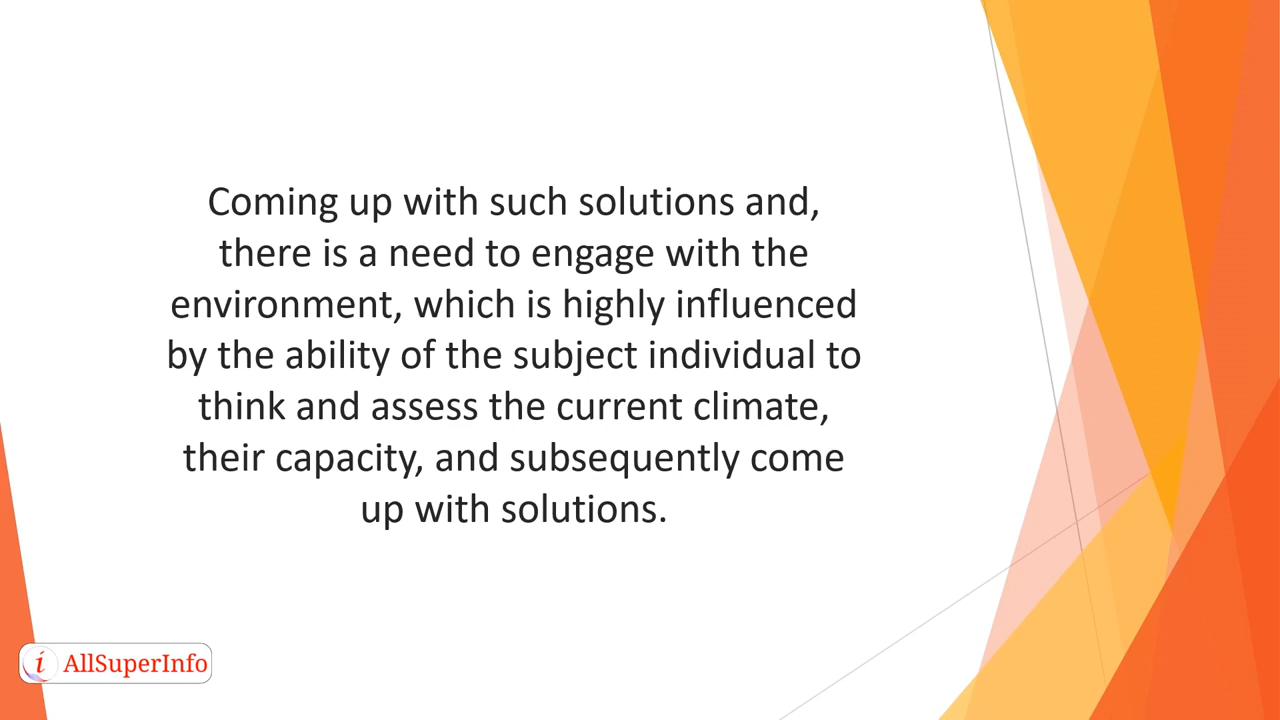 Coming up with such solutions and,
there is a need to engage with the
environment, which is highly influenced
by the ability of the subject individual to
think and assess the current climate,
their capacity, and subsequently come
up with solutions.
i AllSuperInfo